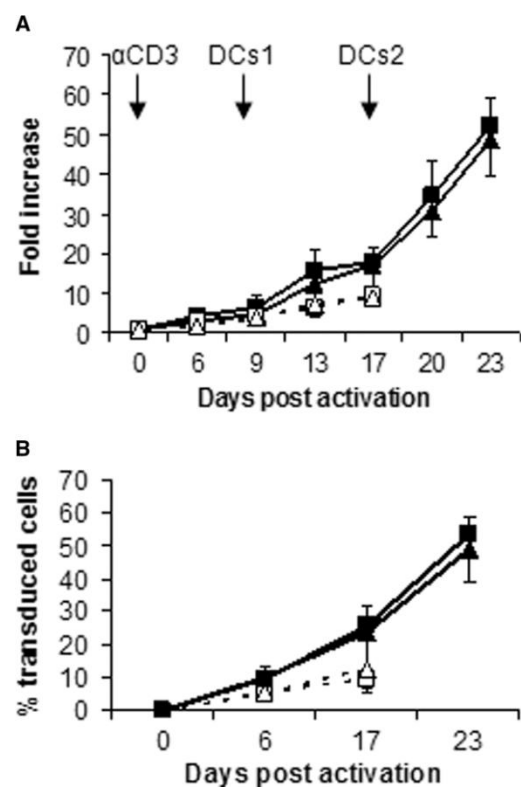 A
αCD3 DCs1 DCs2
70
60
50
40
30
20
10
0
Fold increase
0 6 9 13 17 20 23
Days post activation
B
70
60
50
40
30
20
10
0
% transduced cells
0 6 17 23
Days post activation